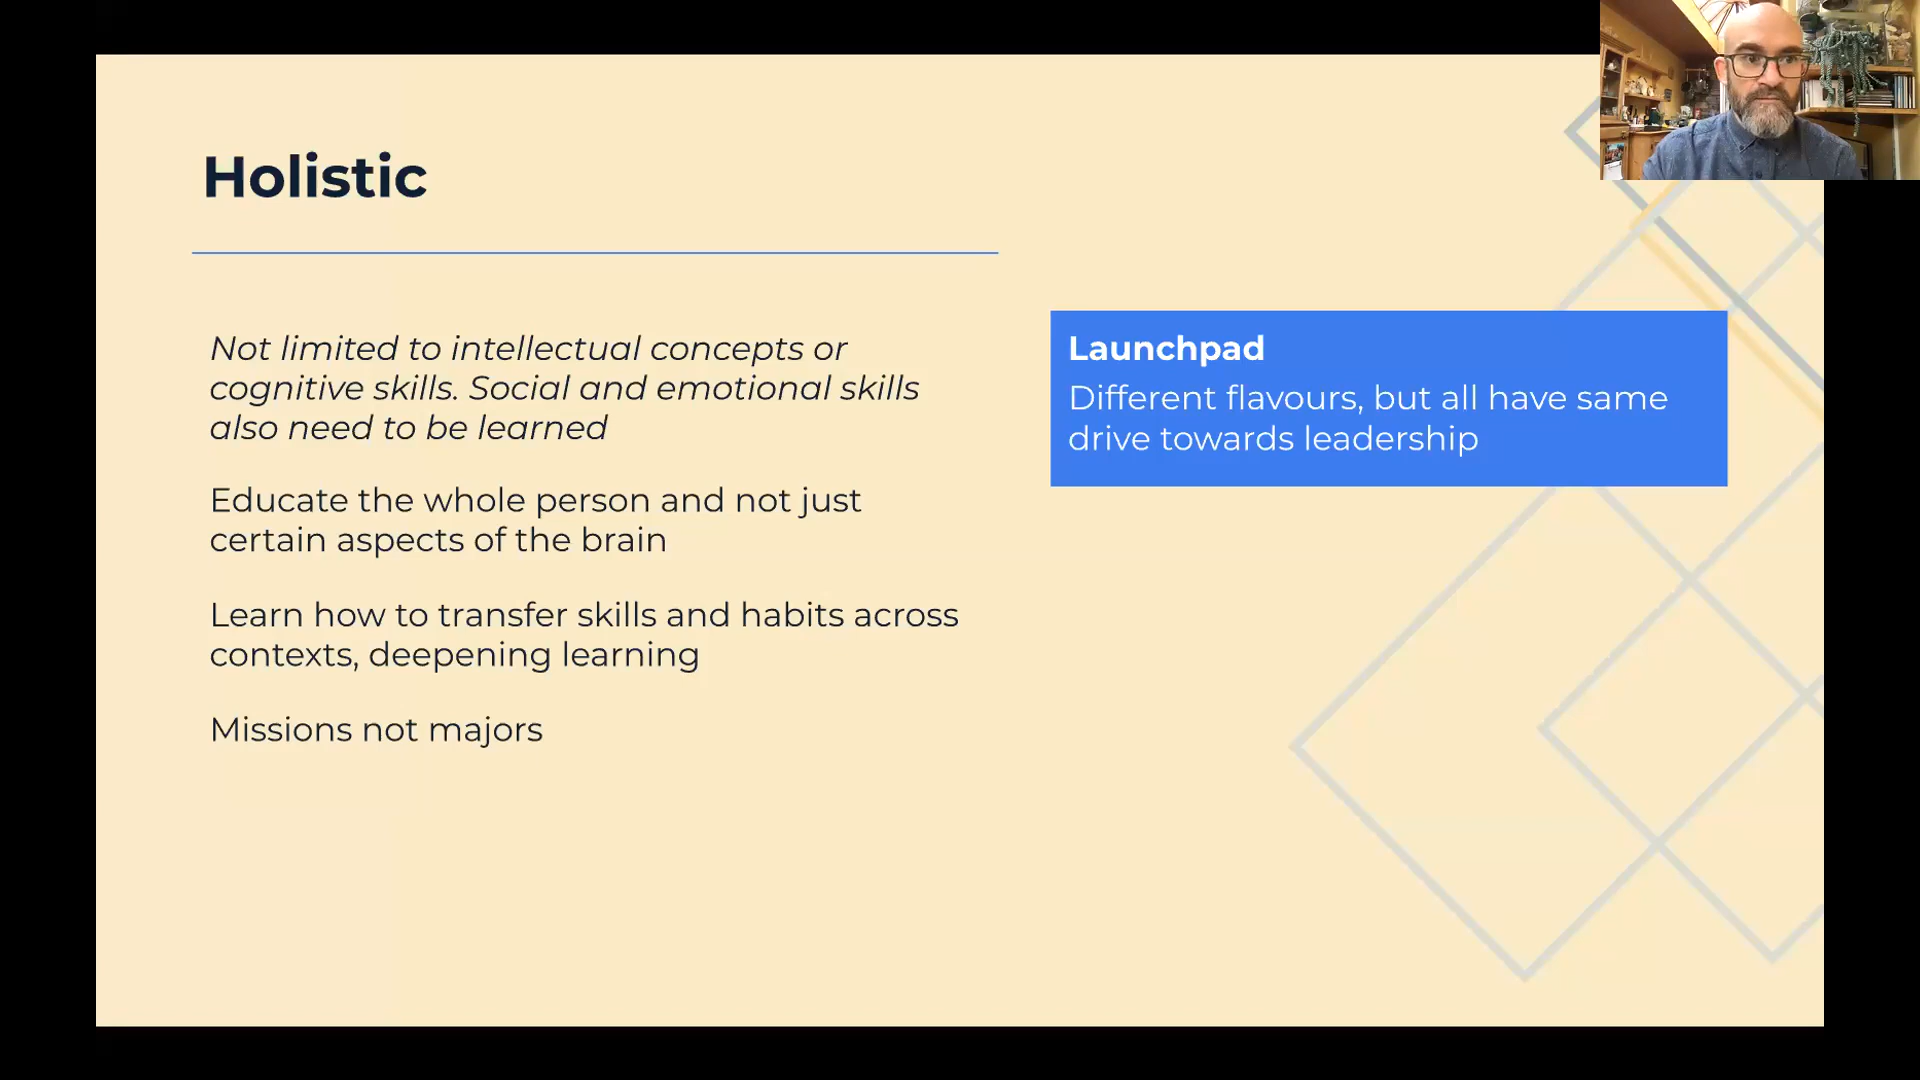 Holistic
Not limited to intellectual concepts or
cognitive skills. Social and emotional skills
also need to be learned
Educate the whole person and not just
certain aspects of the brain
Learn how to transfer skills and habits across
contexts, deepening learning
Missions not majors
Launchpad
Different flavours, but all have same
drive towards leadership